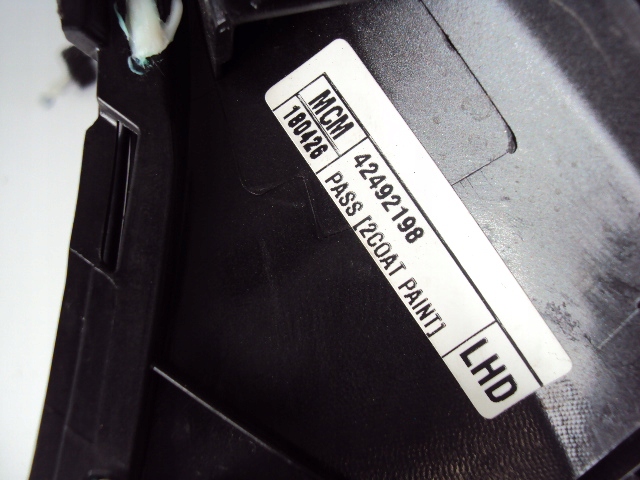 MCM 42492198
180426 PASS [2COAT PAINT] LHD